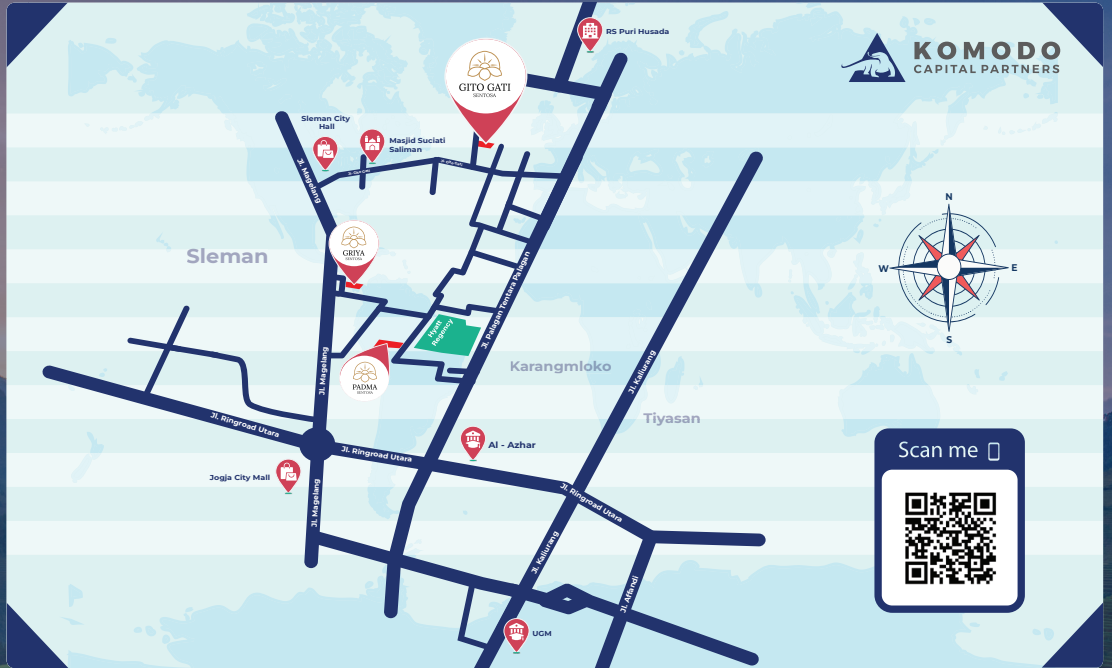 RS Puri Husada
KOMODO
CAPITAL PARTNERS
GITO GATI
SENTOSA
Sleman City
Hall
Masjid Suciati
Saliman
Jl. Magelang
N
W
E
S
GRIYA
SENTOSA
Sleman
Jl. Palagan Tentara Palagan
Hyatt
Regency
Jl. Magelang
PADMA
SENTOSA
Karangmloko
Jl. Kaliurang
Tiyasan
Jl. Ringroad Utara
Jl. Ringroad Utara
Al - Azhar
Jogja City Mall
Jl. Magelang
Jl. Ringroad Utara
Jl. Kaliurang
Jl. Affandi
UGM
Scan me